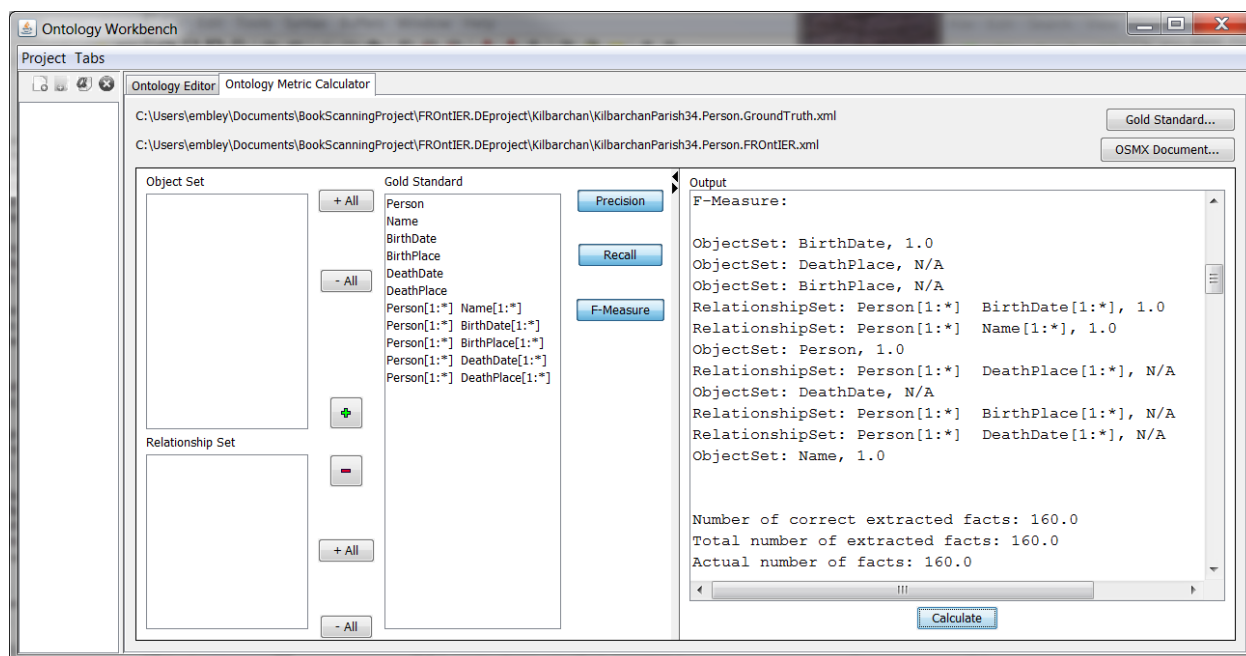 Ontology Workbench
Project Tabs
Ontology Editor
Ontology Metric Calculator
C:\Users\embley\Documents\BookScanningProject\FROntIER.DEproject\Kilbarchan\KilbarchanParish34.Person.GroundTruth.xml
Gold Standard...
C:\Users\embley\Documents\BookScanningProject\FROntIER.DEproject\Kilbarchan\KilbarchanParish34.Person.FROntIER.xml
OSMX Document...
Object Set
+ All
- All
Relationship Set
+ All
- All
Gold Standard
Person
Name
BirthDate
BirthPlace
DeathDate
DeathPlace
Person[1:*] Name[1:*]
Person[1:*] BirthDate[1:*]
Person[1:*] BirthPlace[1:*]
Person[1:*] DeathDate[1:*]
Person[1:*] DeathPlace[1:*]
Precision
Recall
F-Measure
Output
F-Measure:
ObjectSet: BirthDate, 1.0
ObjectSet: DeathPlace, N/A
ObjectSet: BirthPlace, N/A
RelationshipSet: Person[1:*] BirthDate[1:*], 1.0
RelationshipSet: Person[1:*] Name[1:*], 1.0
ObjectSet: Person, 1.0
RelationshipSet: Person[1:*] DeathPlace[1:*], N/A
ObjectSet: DeathDate, N/A
RelationshipSet: Person[1:*] BirthPlace[1:*], N/A
RelationshipSet: Person[1:*] DeathDate[1:*], N/A
ObjectSet: Name, 1.0
Number of correct extracted facts: 160.0
Total number of extracted facts: 160.0
Actual number of facts: 160.0
Calculate